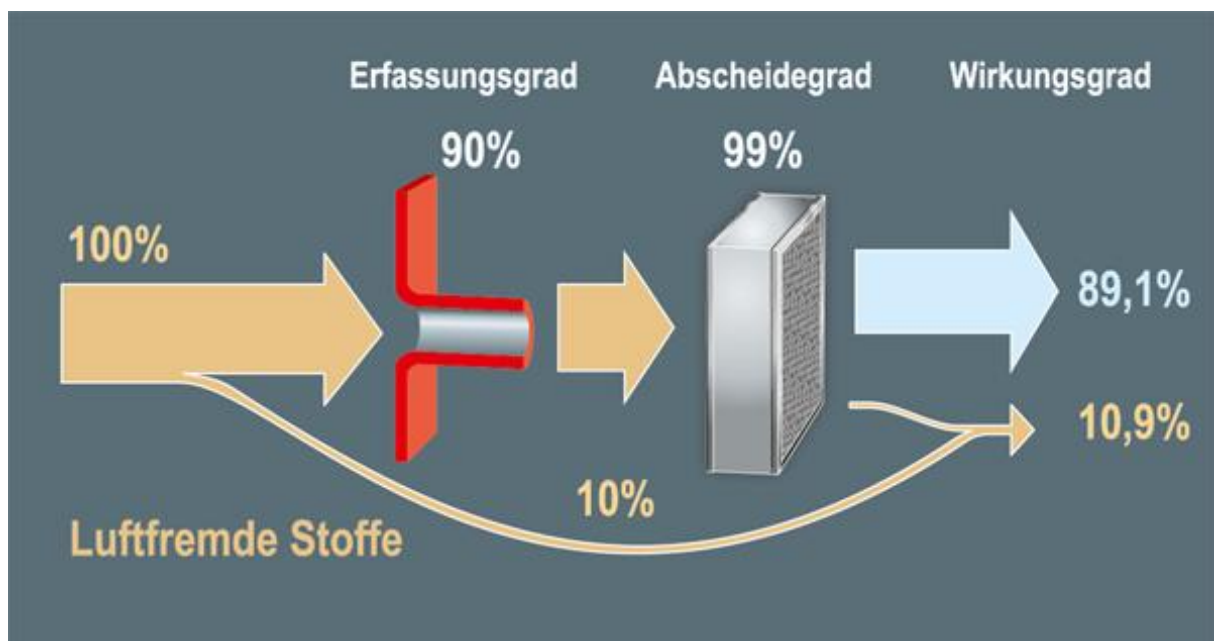 Erfassungsgrad Abscheidegrad Wirkungsgrad
90% 99%
100%
89,1%
10,9%
10%
Luftfremde Stoffe